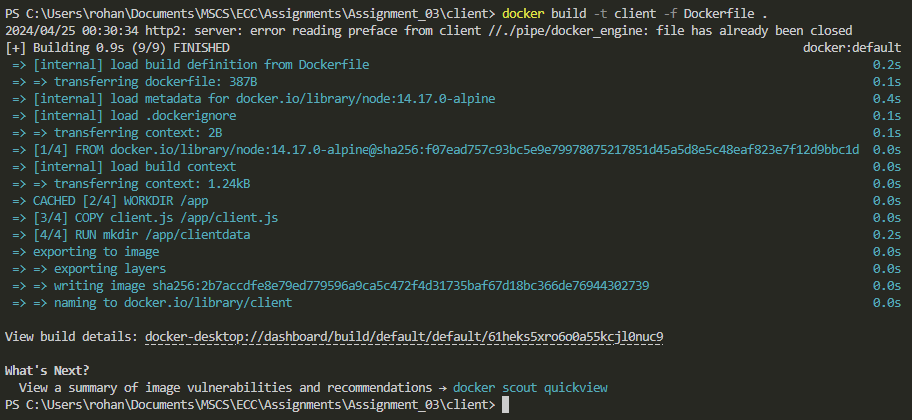 PS C:\Users\rohan\Documents\MSCS\ECC\Assignments\Assignment_03\client> docker build -t client -f Dockerfile .
2024/04/25 00:30:34 http2: server: error reading preface from client //./pipe/docker_engine: file has already been closed
[+] Building 0.9s (9/9) FINISHED docker:default
=> [internal] load build definition from Dockerfile 0.2s
=> => transferring dockerfile: 387B 0.1s
=> [internal] load metadata for docker.io/library/node:14.17.0-alpine 0.4s
=> [internal] load .dockerignore 0.1s
=> => transferring context: 2B 0.1s
=> [1/4] FROM docker.io/library/node:14.17.0-alpine@sha256:f07ead757c93bc5e9e79978075217851d45a5d8e5c48eaf823e7f12d9bbc1d 0.0s
=> [internal] load build context 0.0s
=> => transferring context: 1.24kB 0.0s
=> CACHED [2/4] WORKDIR /app 0.0s
=> [3/4] COPY client.js /app/client.js 0.0s
=> [4/4] RUN mkdir /app/clientdata 0.2s
=> exporting to image 0.0s
=> => exporting layers 0.0s
=> => writing image sha256:2b7accdfe8e79ed779596a9ca5c472f4d31735baf67d18bc366de76944302739 0.0s
=> => naming to docker.io/library/client 0.0s
View build details: docker-desktop://dashboard/build/default/default/61heks5xro6o0a55kcjl0nuc9
What's Next?
View a summary of image vulnerabilities and recommendations → docker scout quickview
PS C:\Users\rohan\Documents\MSCS\ECC\Assignments\Assignment_03\client>